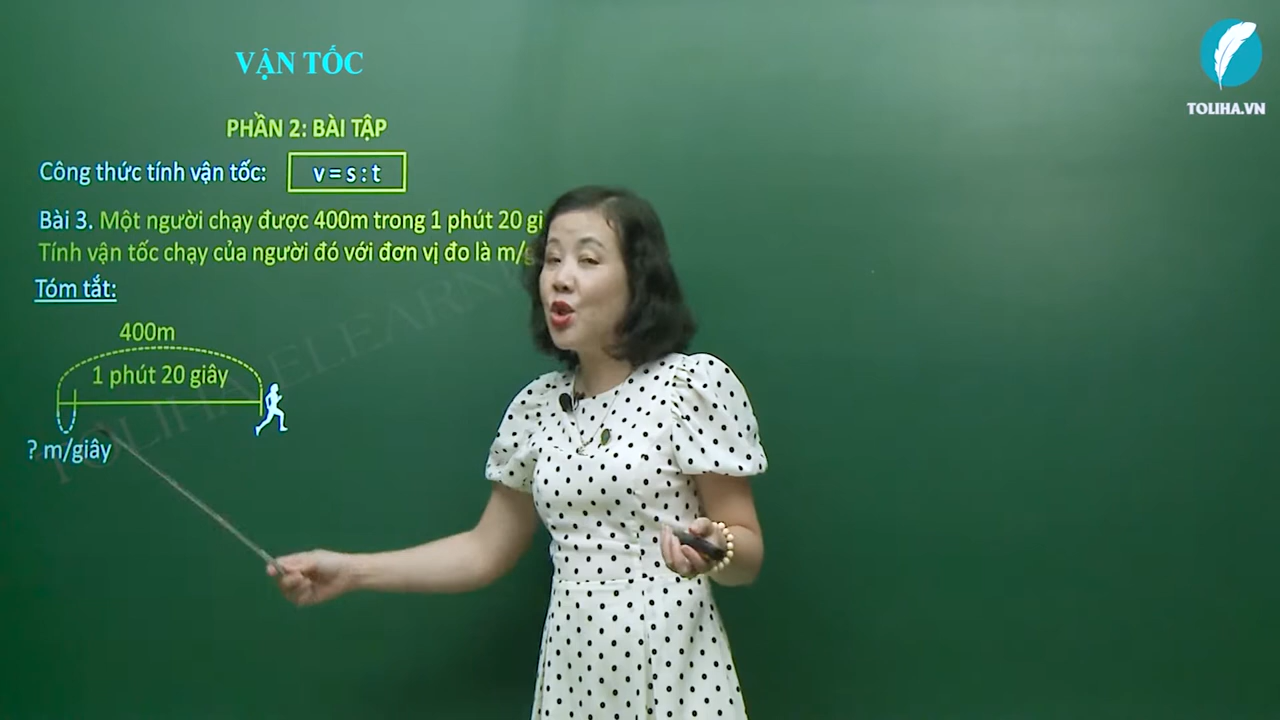 TOLIHA.VN
VẬN TỐC
PHẦN 2: BÀI TẬP
Công thức tính vận tốc: v = s : t
Bài 3. Một người chạy được 400m trong 1 phút 20
Tính vận tốc chạy của người đó với đơn vị đo là
Tóm tắt:
400m
1 phút 20 giây
? m/giây
TOLIHA ELEARN